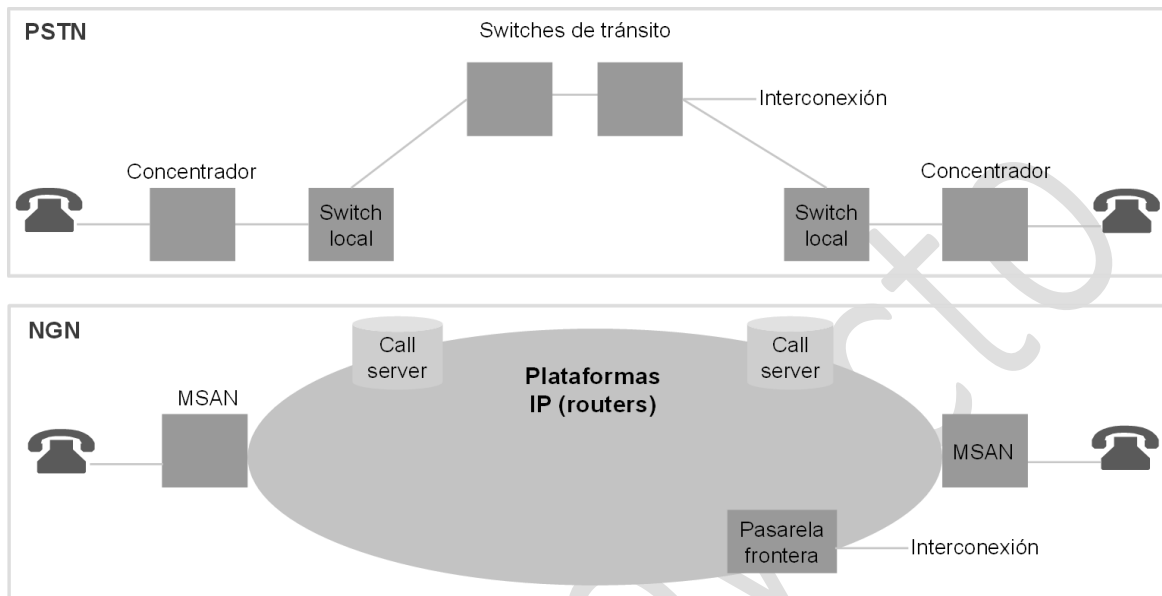 PSTN
Switches de tránsito
Interconexión
Concentrador
Concentrador
Switch
local
Switch
local
NGN
Call
server
Call
server
Plataformas
IP (routers)
MSAN
MSAN
Pasarela
frontera
Interconexión